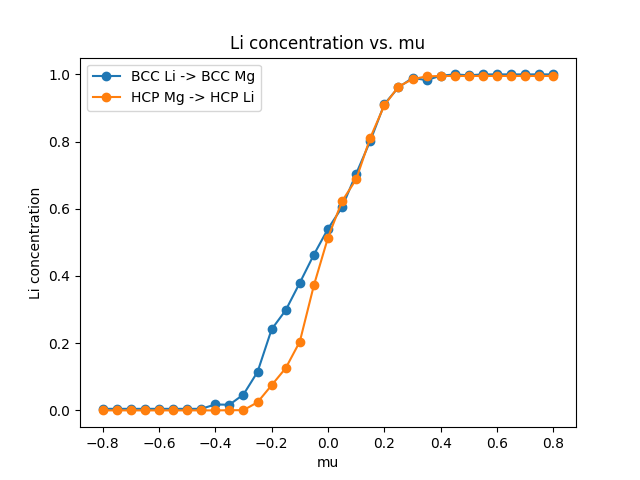 Li concentration vs. mu
BCC Li -> BCC Mg
HCP Mg -> HCP Li
Li concentration
1.0
0.8
0.6
0.4
0.2
0.0
−0.8 −0.6 −0.4 −0.2 0.0 0.2 0.4 0.6 0.8
mu